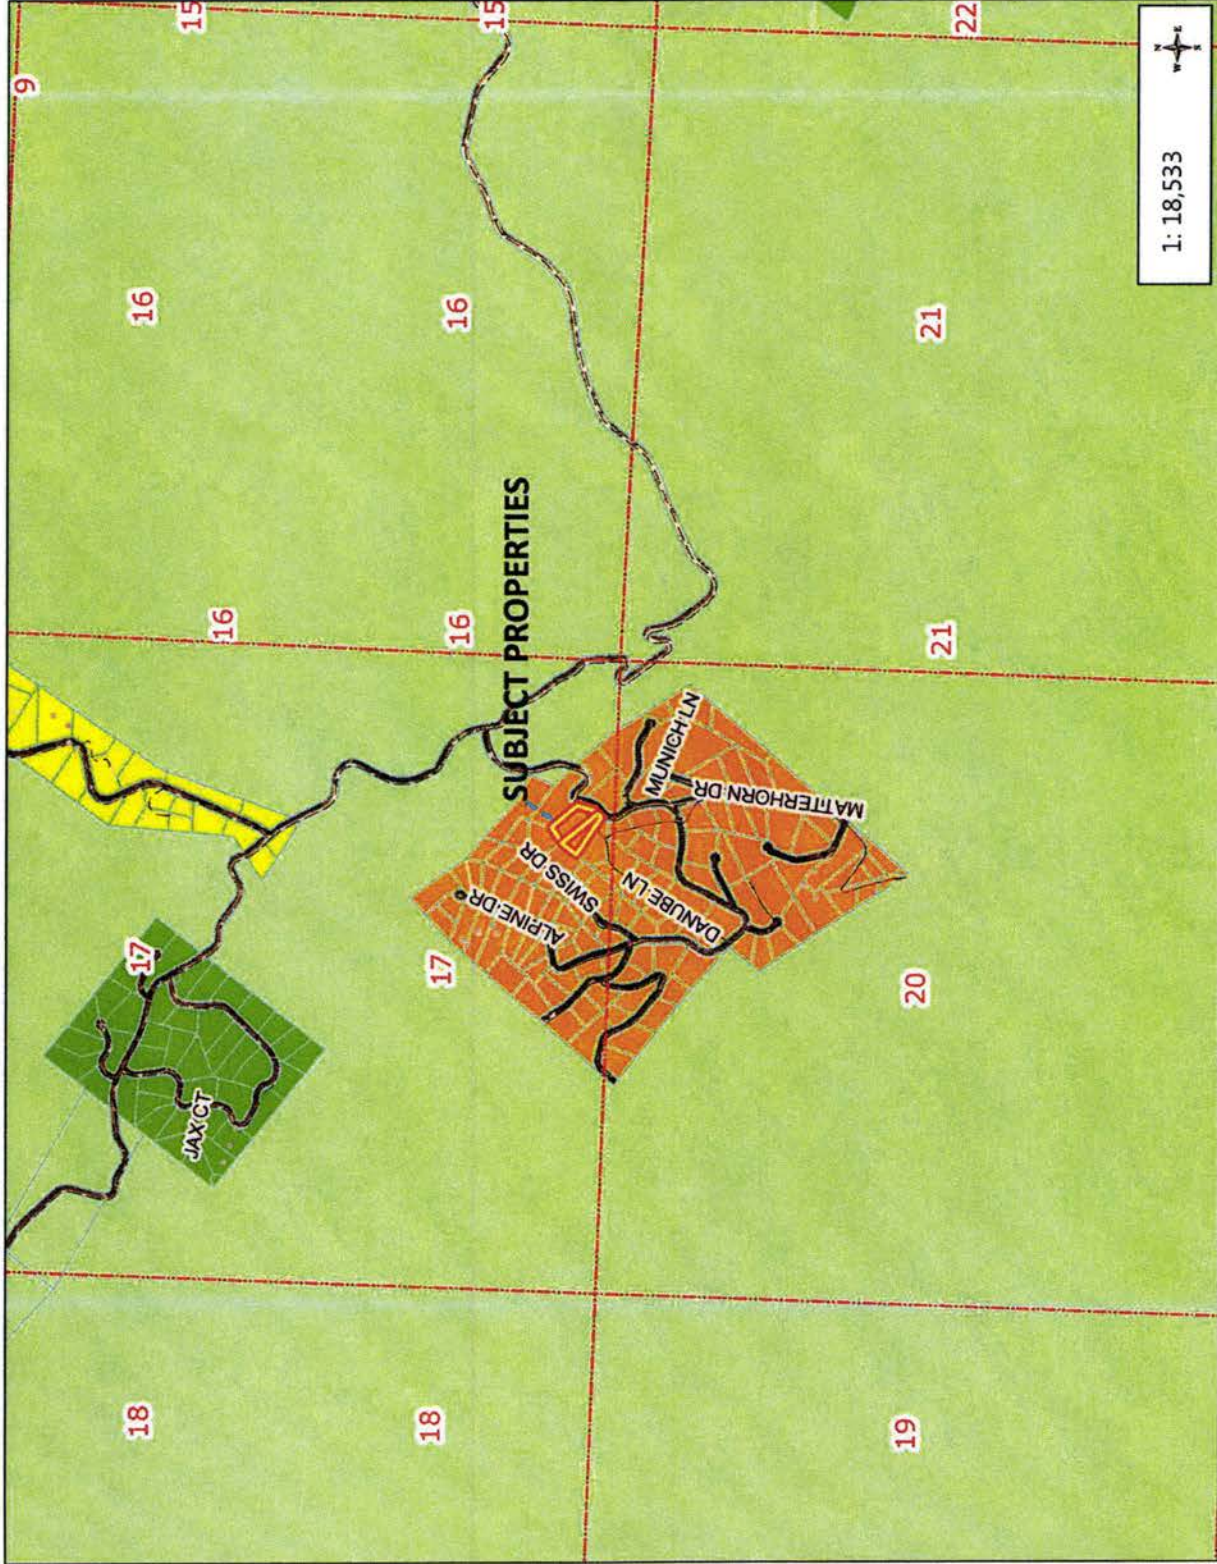 9
15
15
22
16
16
16
16
21
21
SUBJECT PROPERTIES
17
17
20
JAX CT
ALPINE DR
SWISS DR
DANUBE LN
MUNICH LN
MATTERHORN DR
18
18
19
1: 18,533
N
W
E
S